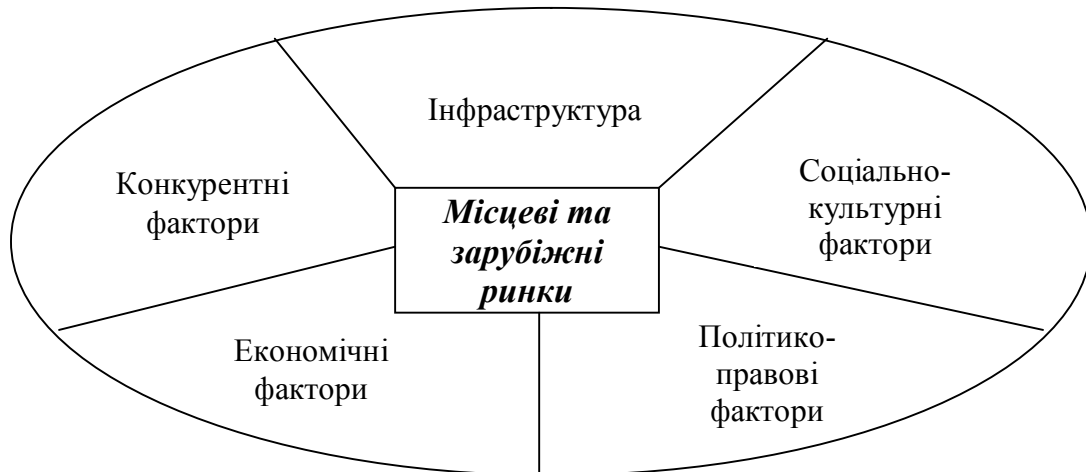 Інфраструктура
Конкурентні
фактори
Місцеві та
зарубіжні
ринки
Соціально-
культурні
фактори
Економічні
фактори
Політико-
правові
фактори